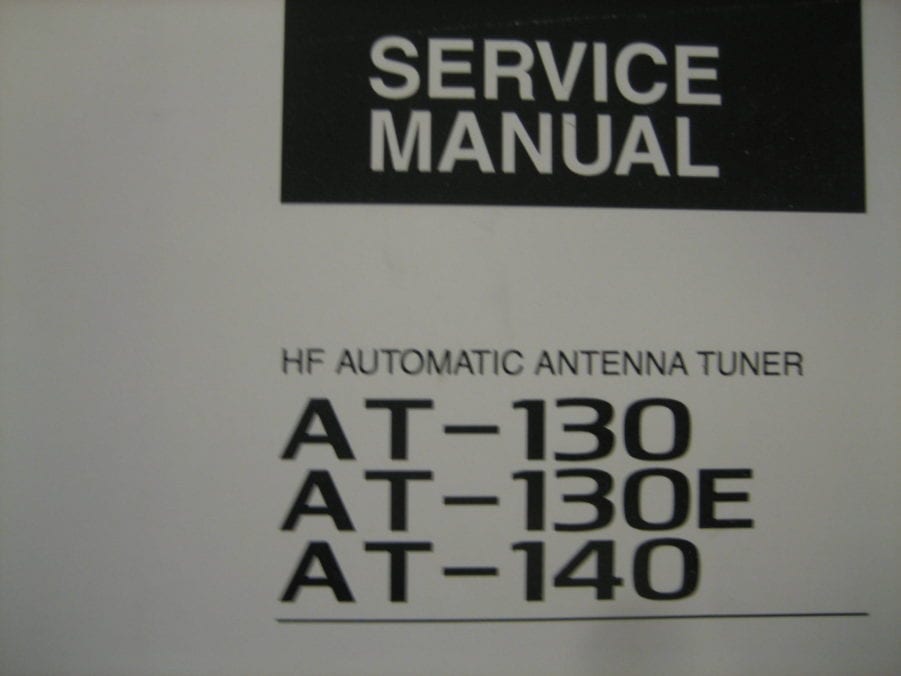 SERVICE
MANUAL
HF AUTOMATIC ANTENNA TUNER
AT-130
AT-130E
AT-140